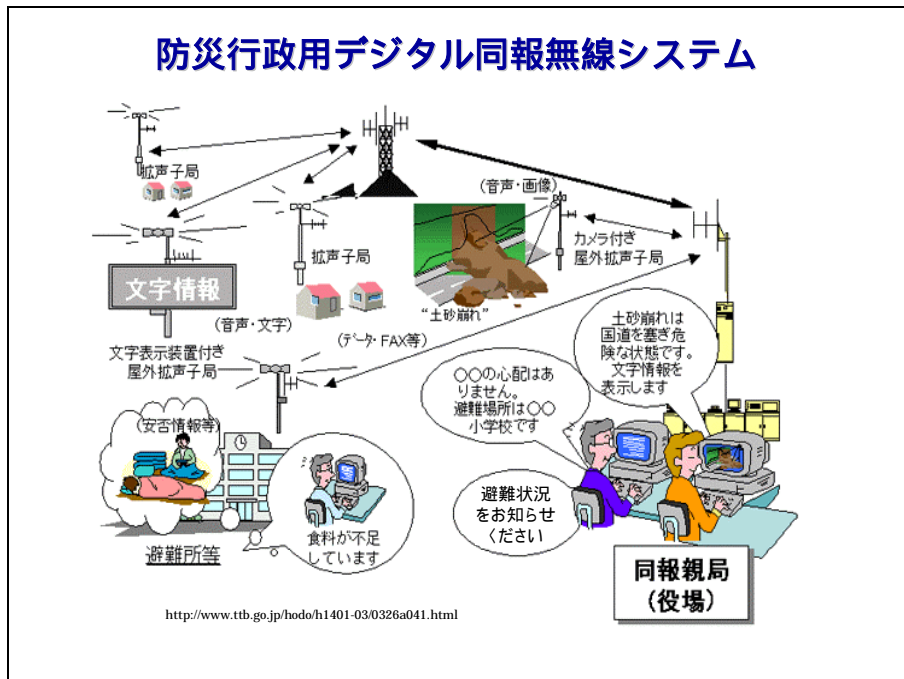 防災行政用デジタル同報無線システム
拡声子局
(音声・画像)
カメラ付き
屋外拡声子局
拡声子局
文字情報
“土砂崩れ”
(音声・文字)
(データ・FAX等)
文字表示装置付き
屋外拡声子局
土砂崩れは
国道を塞ぎ危
険な状態です。
文字情報を
表示します
○○の心配はあ
りません。
避難場所は○○
小学校です
(安否情報等)
避難状況
をお知らせ
ください
食料が不足
しています
避難所等
同報親局
(役場)
http://www.ttb.go.jp/hodo/h1401-03/0326a041.html